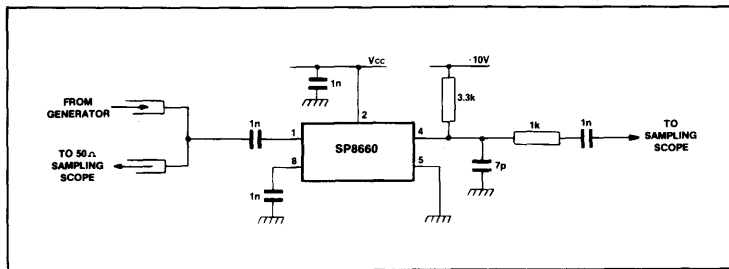 Vcc
-10V
1n
3.3k
FROM
GENERATOR
1n
2
1k
1n
TO
SAMPLING
SCOPE
1
4
SP8660
TO 50Ω
SAMPLING
SCOPE
8
5
7p
1n